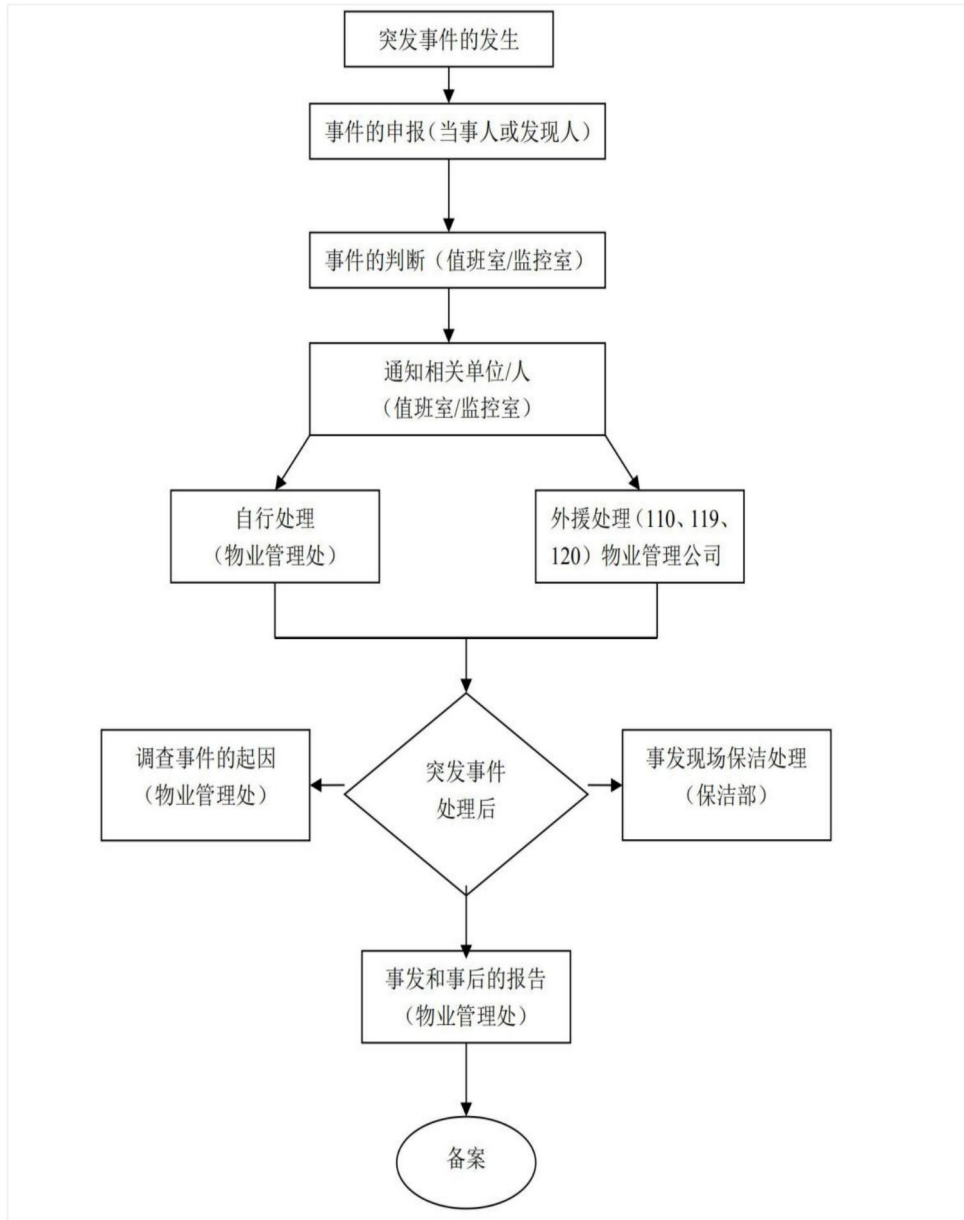 突发事件的发生
事件的申报（当事人或发现人）
事件的判断（值班室/监控室）
通知相关单位/人
（值班室/监控室）
自行处理
（物业管理处）
外援处理（110、119、
120）物业管理公司
调查事件的起因
（物业管理处）
突发事件
处理后
事发现场保洁处理
（保洁部）
事发和事后的报告
（物业管理处）
备案